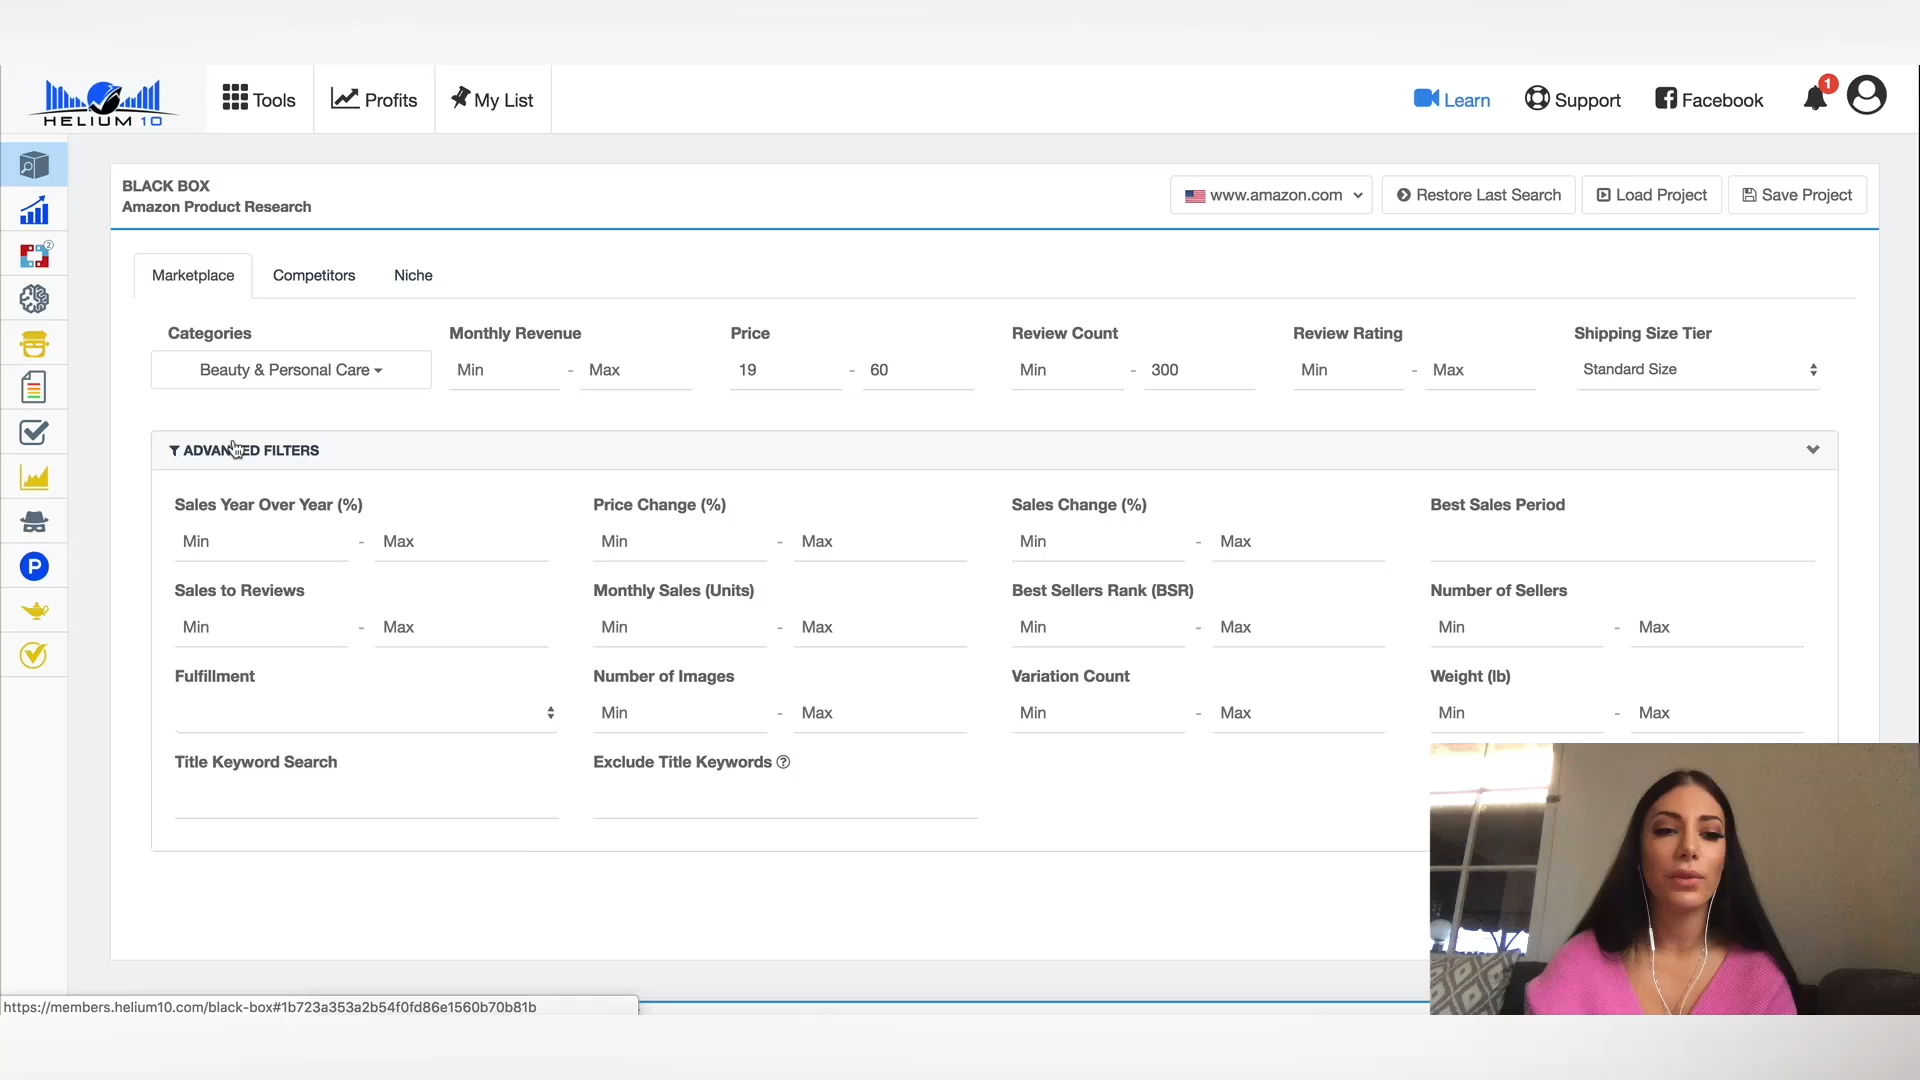 HELIUM 10
Tools
Profits
My List
Learn
Support
Facebook
1
2
P
BLACK BOX
Amazon Product Research
www.amazon.com
Restore Last Search
Load Project
Save Project
Marketplace
Competitors
Niche
Categories
Monthly Revenue
Price
Review Count
Review Rating
Shipping Size Tier
Beauty & Personal Care
Min - Max
19 - 60
Min - 300
Min - Max
Standard Size
ADVANCED FILTERS
Sales Year Over Year (%)
Price Change (%)
Sales Change (%)
Best Sales Period
Min - Max
Min - Max
Min - Max
Sales to Reviews
Monthly Sales (Units)
Best Sellers Rank (BSR)
Number of Sellers
Min - Max
Min - Max
Min - Max
Min - Max
Fulfillment
Number of Images
Variation Count
Weight (lb)
Min - Max
Min - Max
Min - Max
Title Keyword Search
Exclude Title Keywords ?
https://members.helium10.com/black-box#1b723a353a2b54f0fd86e1560b70b81b